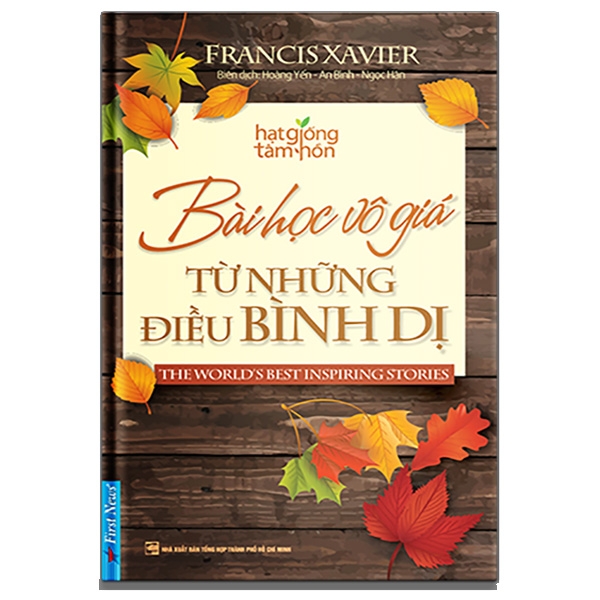 FRANCIS XAVIER
Biên dịch: Hoàng Yến - An Bình - Ngọc Hân
hạt giống
tâm hồn
Bài học vô giá
TỪ NHỮNG
ĐIỀU BÌNH DỊ
THE WORLD'S BEST INSPIRING STORIES
First News
NHÀ XUẤT BẢN TỔNG HỢP THÀNH PHỐ HỒ CHÍ MINH